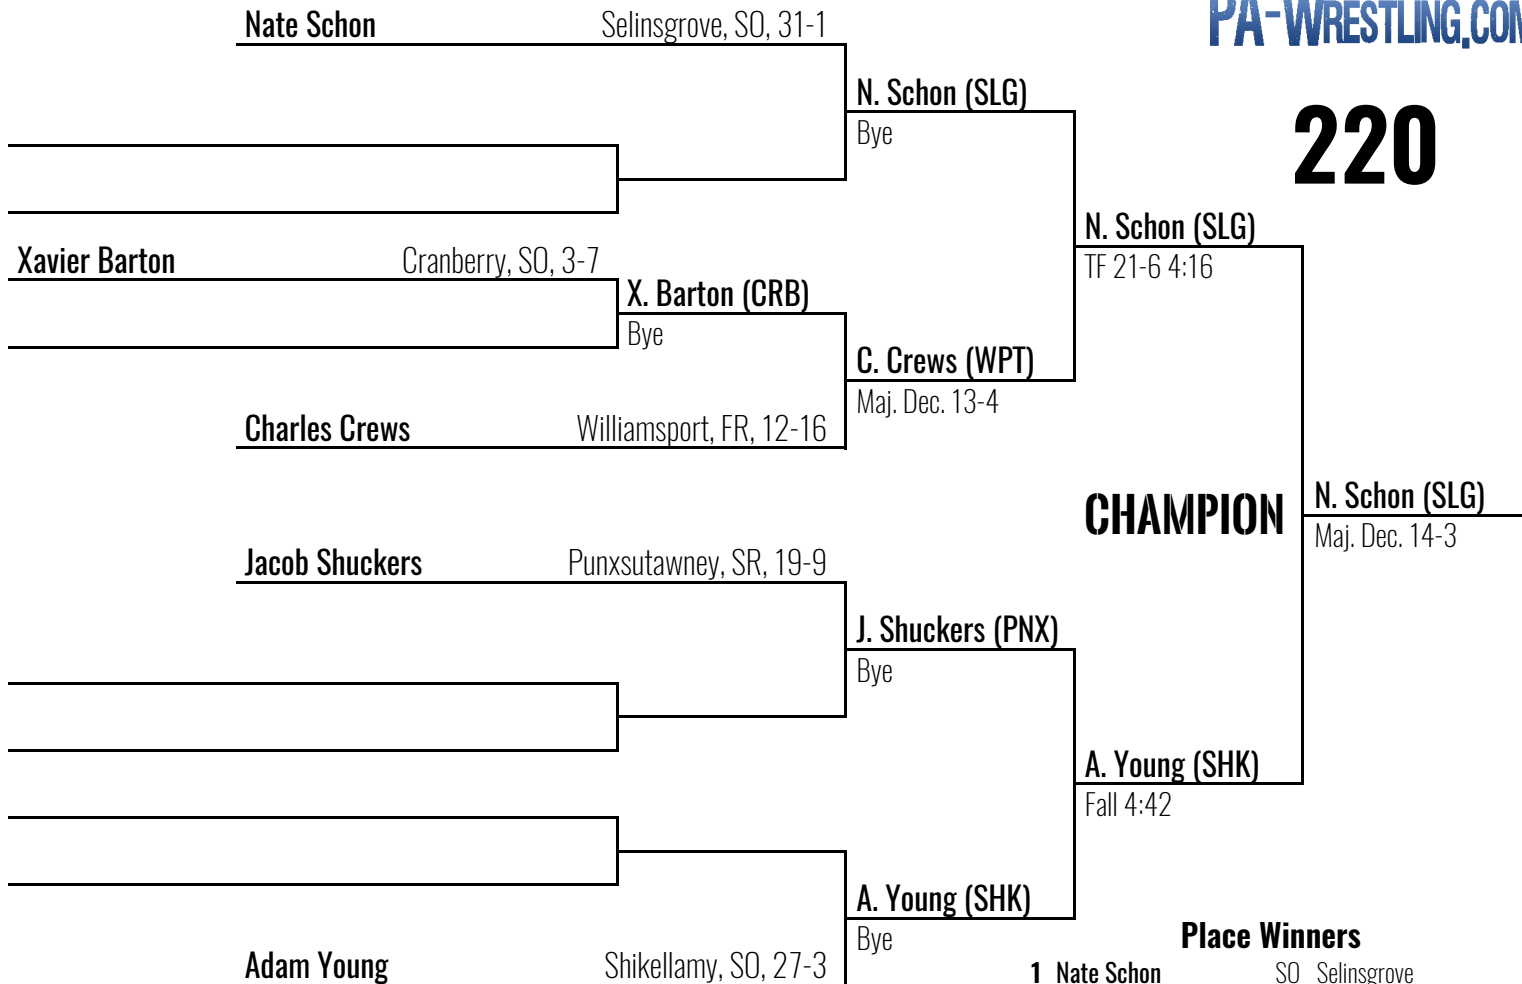 PA-WRESTLING.COM
220
Nate Schon Selinsgrove, SO, 31-1
N. Schon (SLG)
Bye
N. Schon (SLG)
TF 21-6 4:16
Xavier Barton Cranberry, SO, 3-7
X. Barton (CRB)
Bye
C. Crews (WPT)
Maj. Dec. 13-4
Charles Crews Williamsport, FR, 12-16
CHAMPION
N. Schon (SLG)
Maj. Dec. 14-3
Jacob Shuckers Punxsutawney, SR, 19-9
J. Shuckers (PNX)
Bye
A. Young (SHK)
Fall 4:42
A. Young (SHK)
Bye
Adam Young Shikellamy, SO, 27-3
Place Winners
1 Nate Schon SO Selinsgrove